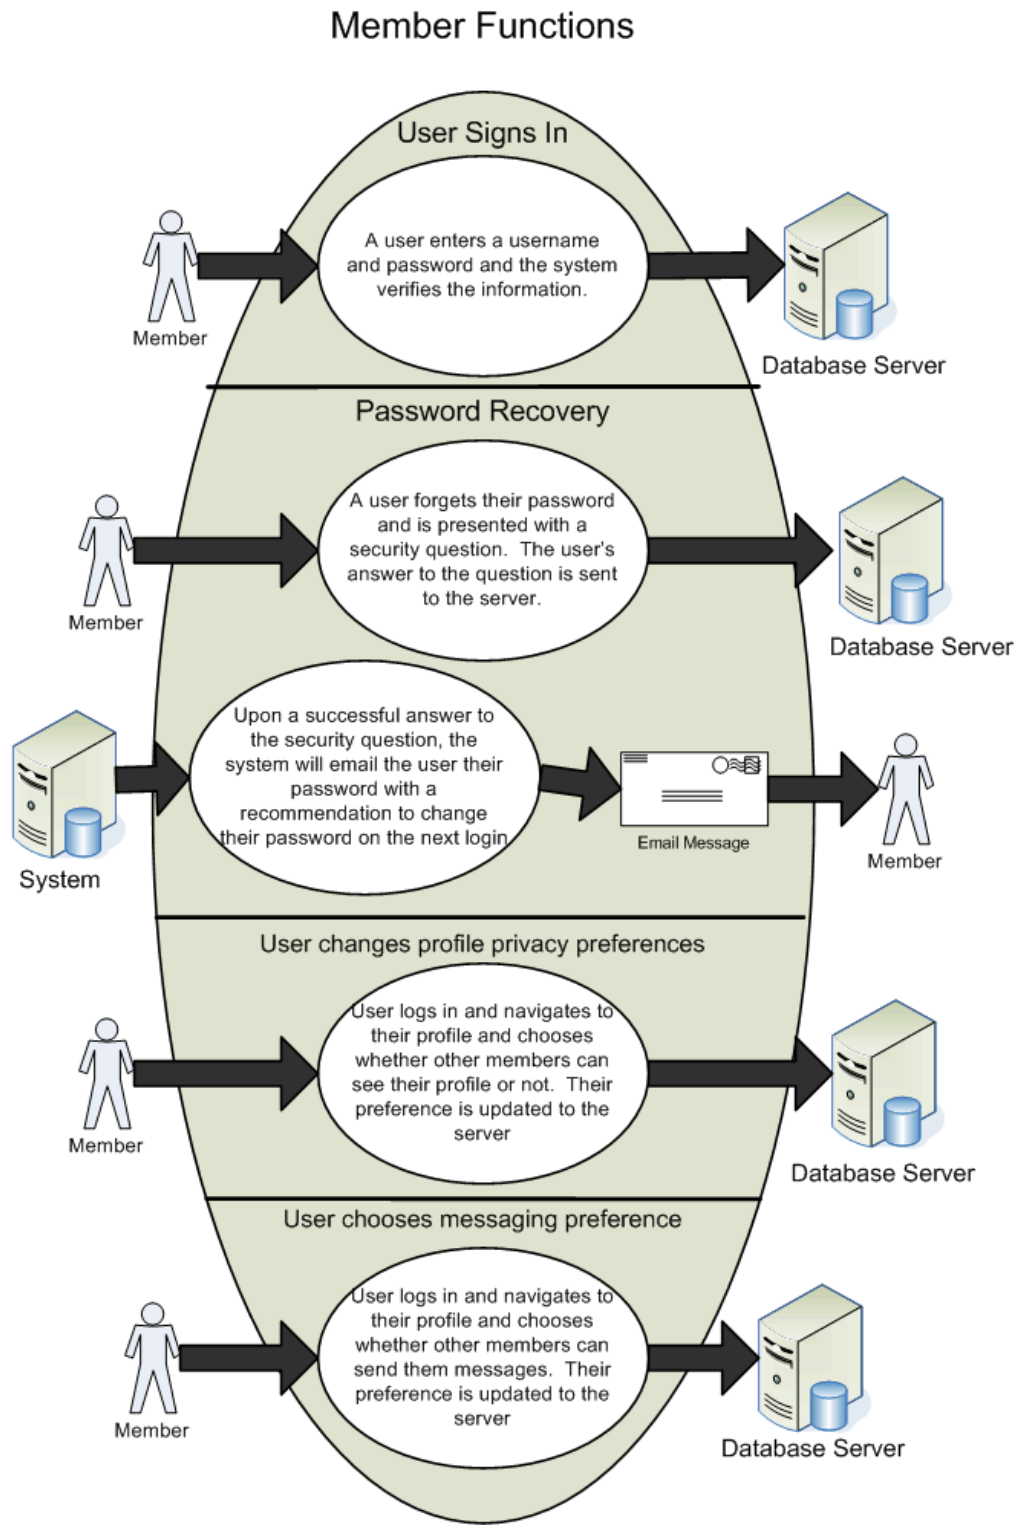 Member Functions
User Signs In
A user enters a username
and password and the system
verifies the information.
Member
Database Server
Password Recovery
A user forgets their password
and is presented with a
security question.  The user's
answer to the question is sent
to the server.
Member
Database Server
Upon a successful answer to
the security question, the
system will email the user their
password with a
recommendation to change
their password on the next login
System
Email Message
Member
User changes profile privacy preferences
User logs in and navigates to
their profile and chooses
whether other members can
see their profile or not.  Their
preference is updated to the
server
Member
Database Server
User chooses messaging preference
User logs in and navigates to
their profile and chooses
whether other members can
send them messages.  Their
preference is updated to the
server
Member
Database Server